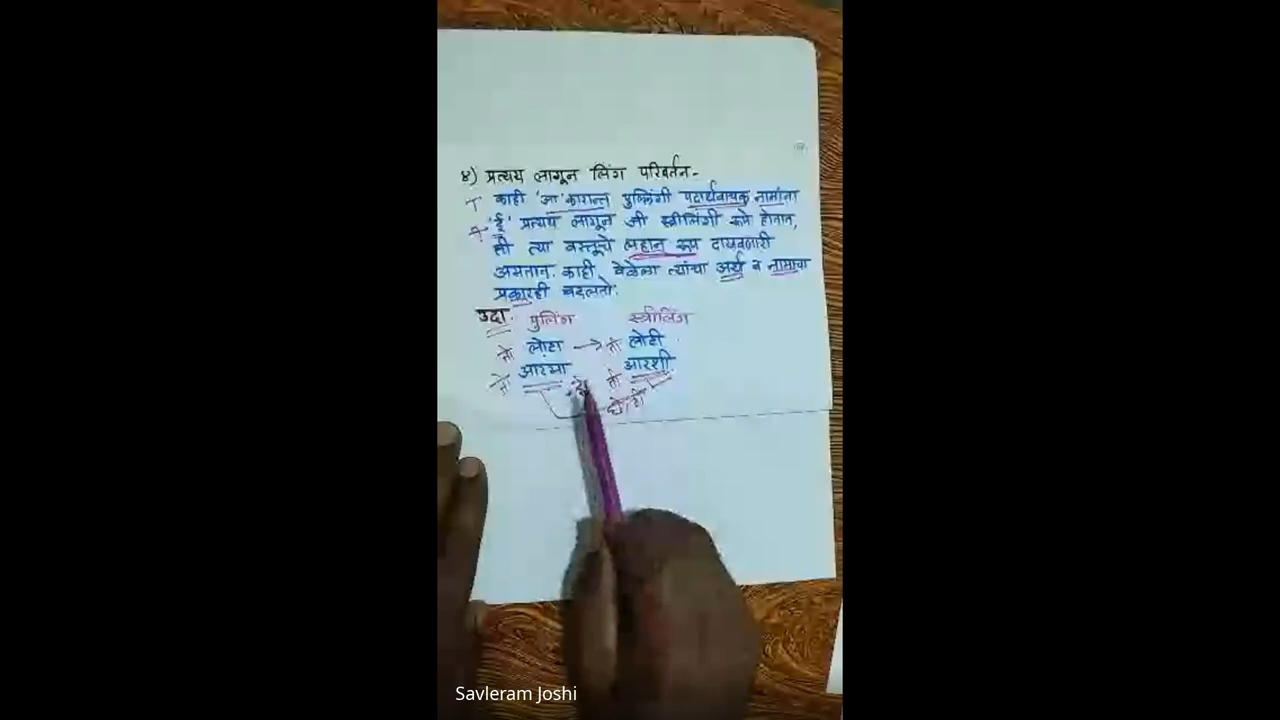 ४) प्रत्यय लागून लिंग परिवर्तन-
काही 'आ'कारान्त पुल्लिंगी पदार्थवाचक नामांना
'ई' प्रत्यय लागून जी स्त्रीलिंगी रूपे होतात,
ती त्या वस्तूचे लहान रूप दाखवणारी
असतात. काही वेळेला त्यांचा अर्थ व नामाचा
प्रकारही बदलतो.
उदा. पुलिंग स्त्रीलिंग
तो लोटा → ती लोटी
तो आरसा ती आरशी
Savleram Joshi